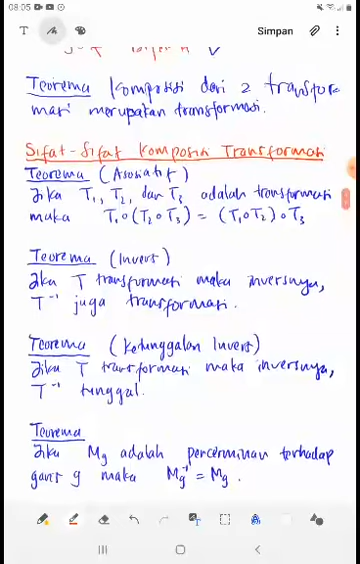 08:05
T
Simpan
Teorema Komposisi dari 2 transfor-
masi merupakan transformasi.
Sifat-Sifat Komposisi Transformasi
Teorema (Asosiatif)
Jika T₁, T₂, dan T₃ adalah transformasi
maka T₁∘(T₂∘T₃) = (T₁∘T₂)∘T₃
Teorema (Invers)
Jika T transformasi maka inversnya,
T⁻¹ juga transformasi.
Teorema (Ketunggalan Invers)
Jika T transformasi maka inversnya,
T⁻¹ tunggal.
Teorema
Jika Mg adalah pencerminan terhadap
garis g maka Mg⁻¹ = Mg.